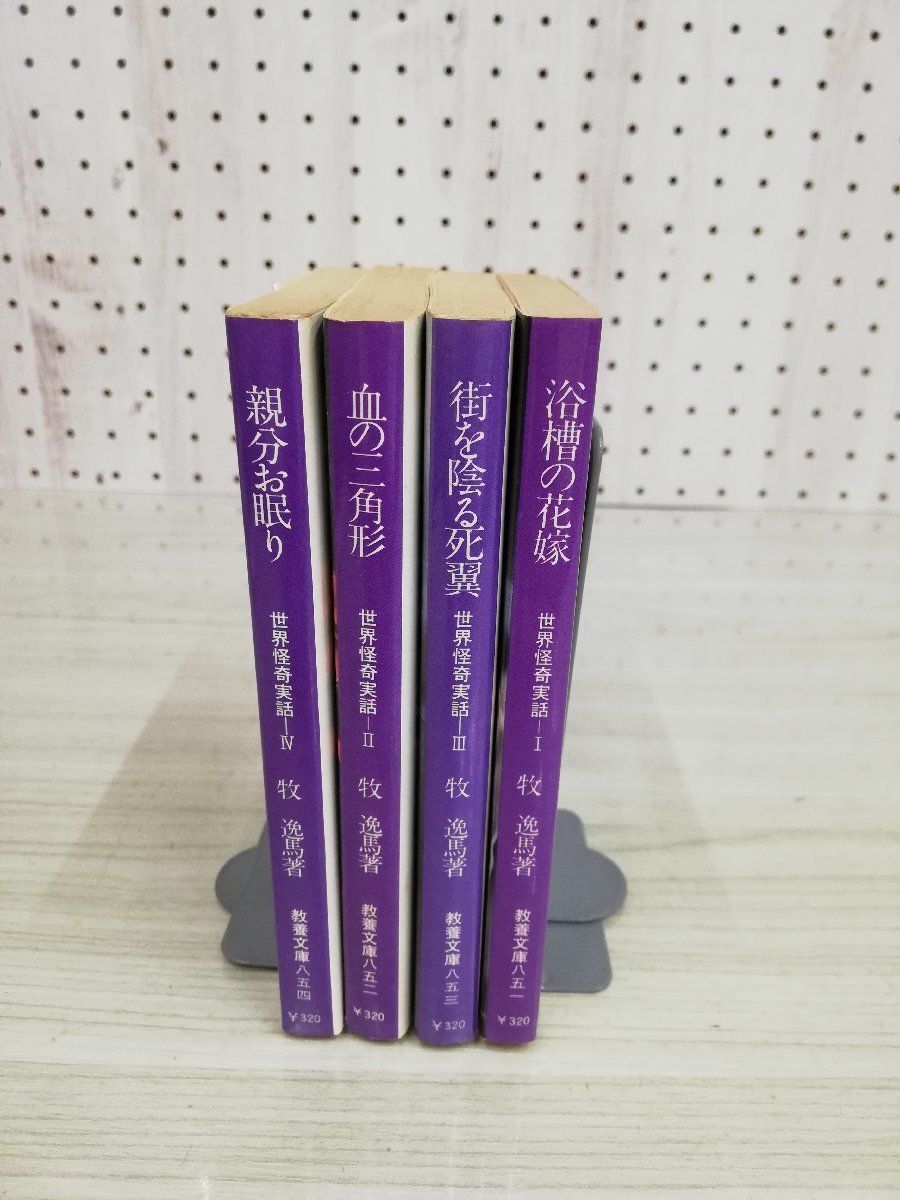 親分お眠り 世界怪奇実話―Ⅳ 牧 逸馬著 教養文庫八五四 ¥320
血の三角形 世界怪奇実話―Ⅱ 牧 逸馬著 教養文庫八五二 ¥320
街を陰る死翼 世界怪奇実話―Ⅲ 牧 逸馬著 教養文庫八五三 ¥320
浴槽の花嫁 世界怪奇実話―Ⅰ 牧 逸馬著 教養文庫八五一 ¥320